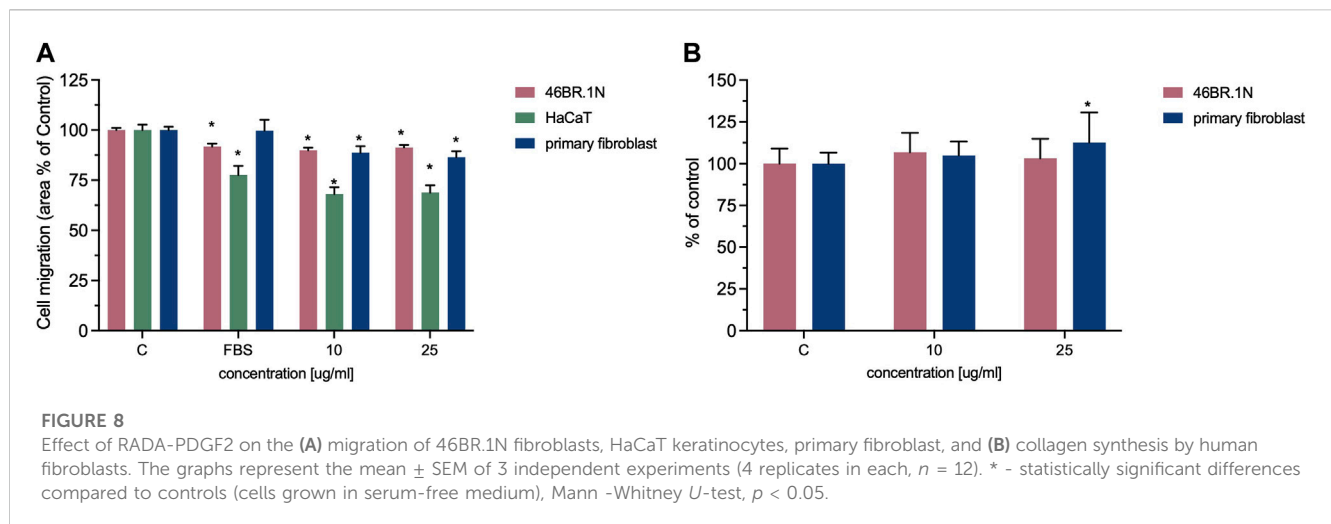 A
Cell migration (area % of Control)
125
100
75
50
25
0
* * * * * * * *
C FBS 10 25
concentration [ug/ml]
46BR.1N
HaCaT
primary fibroblast
B
% of control
150
125
100
75
50
25
0
*
C 10 25
concentration [ug/ml]
46BR.1N
primary fibroblast
FIGURE 8
Effect of RADA-PDGF2 on the (A) migration of 46BR.1N fibroblasts, HaCaT keratinocytes, primary fibroblast, and (B) collagen synthesis by human
fibroblasts. The graphs represent the mean ± SEM of 3 independent experiments (4 replicates in each, n = 12). * - statistically significant differences
compared to controls (cells grown in serum-free medium), Mann -Whitney U-test, p < 0.05.